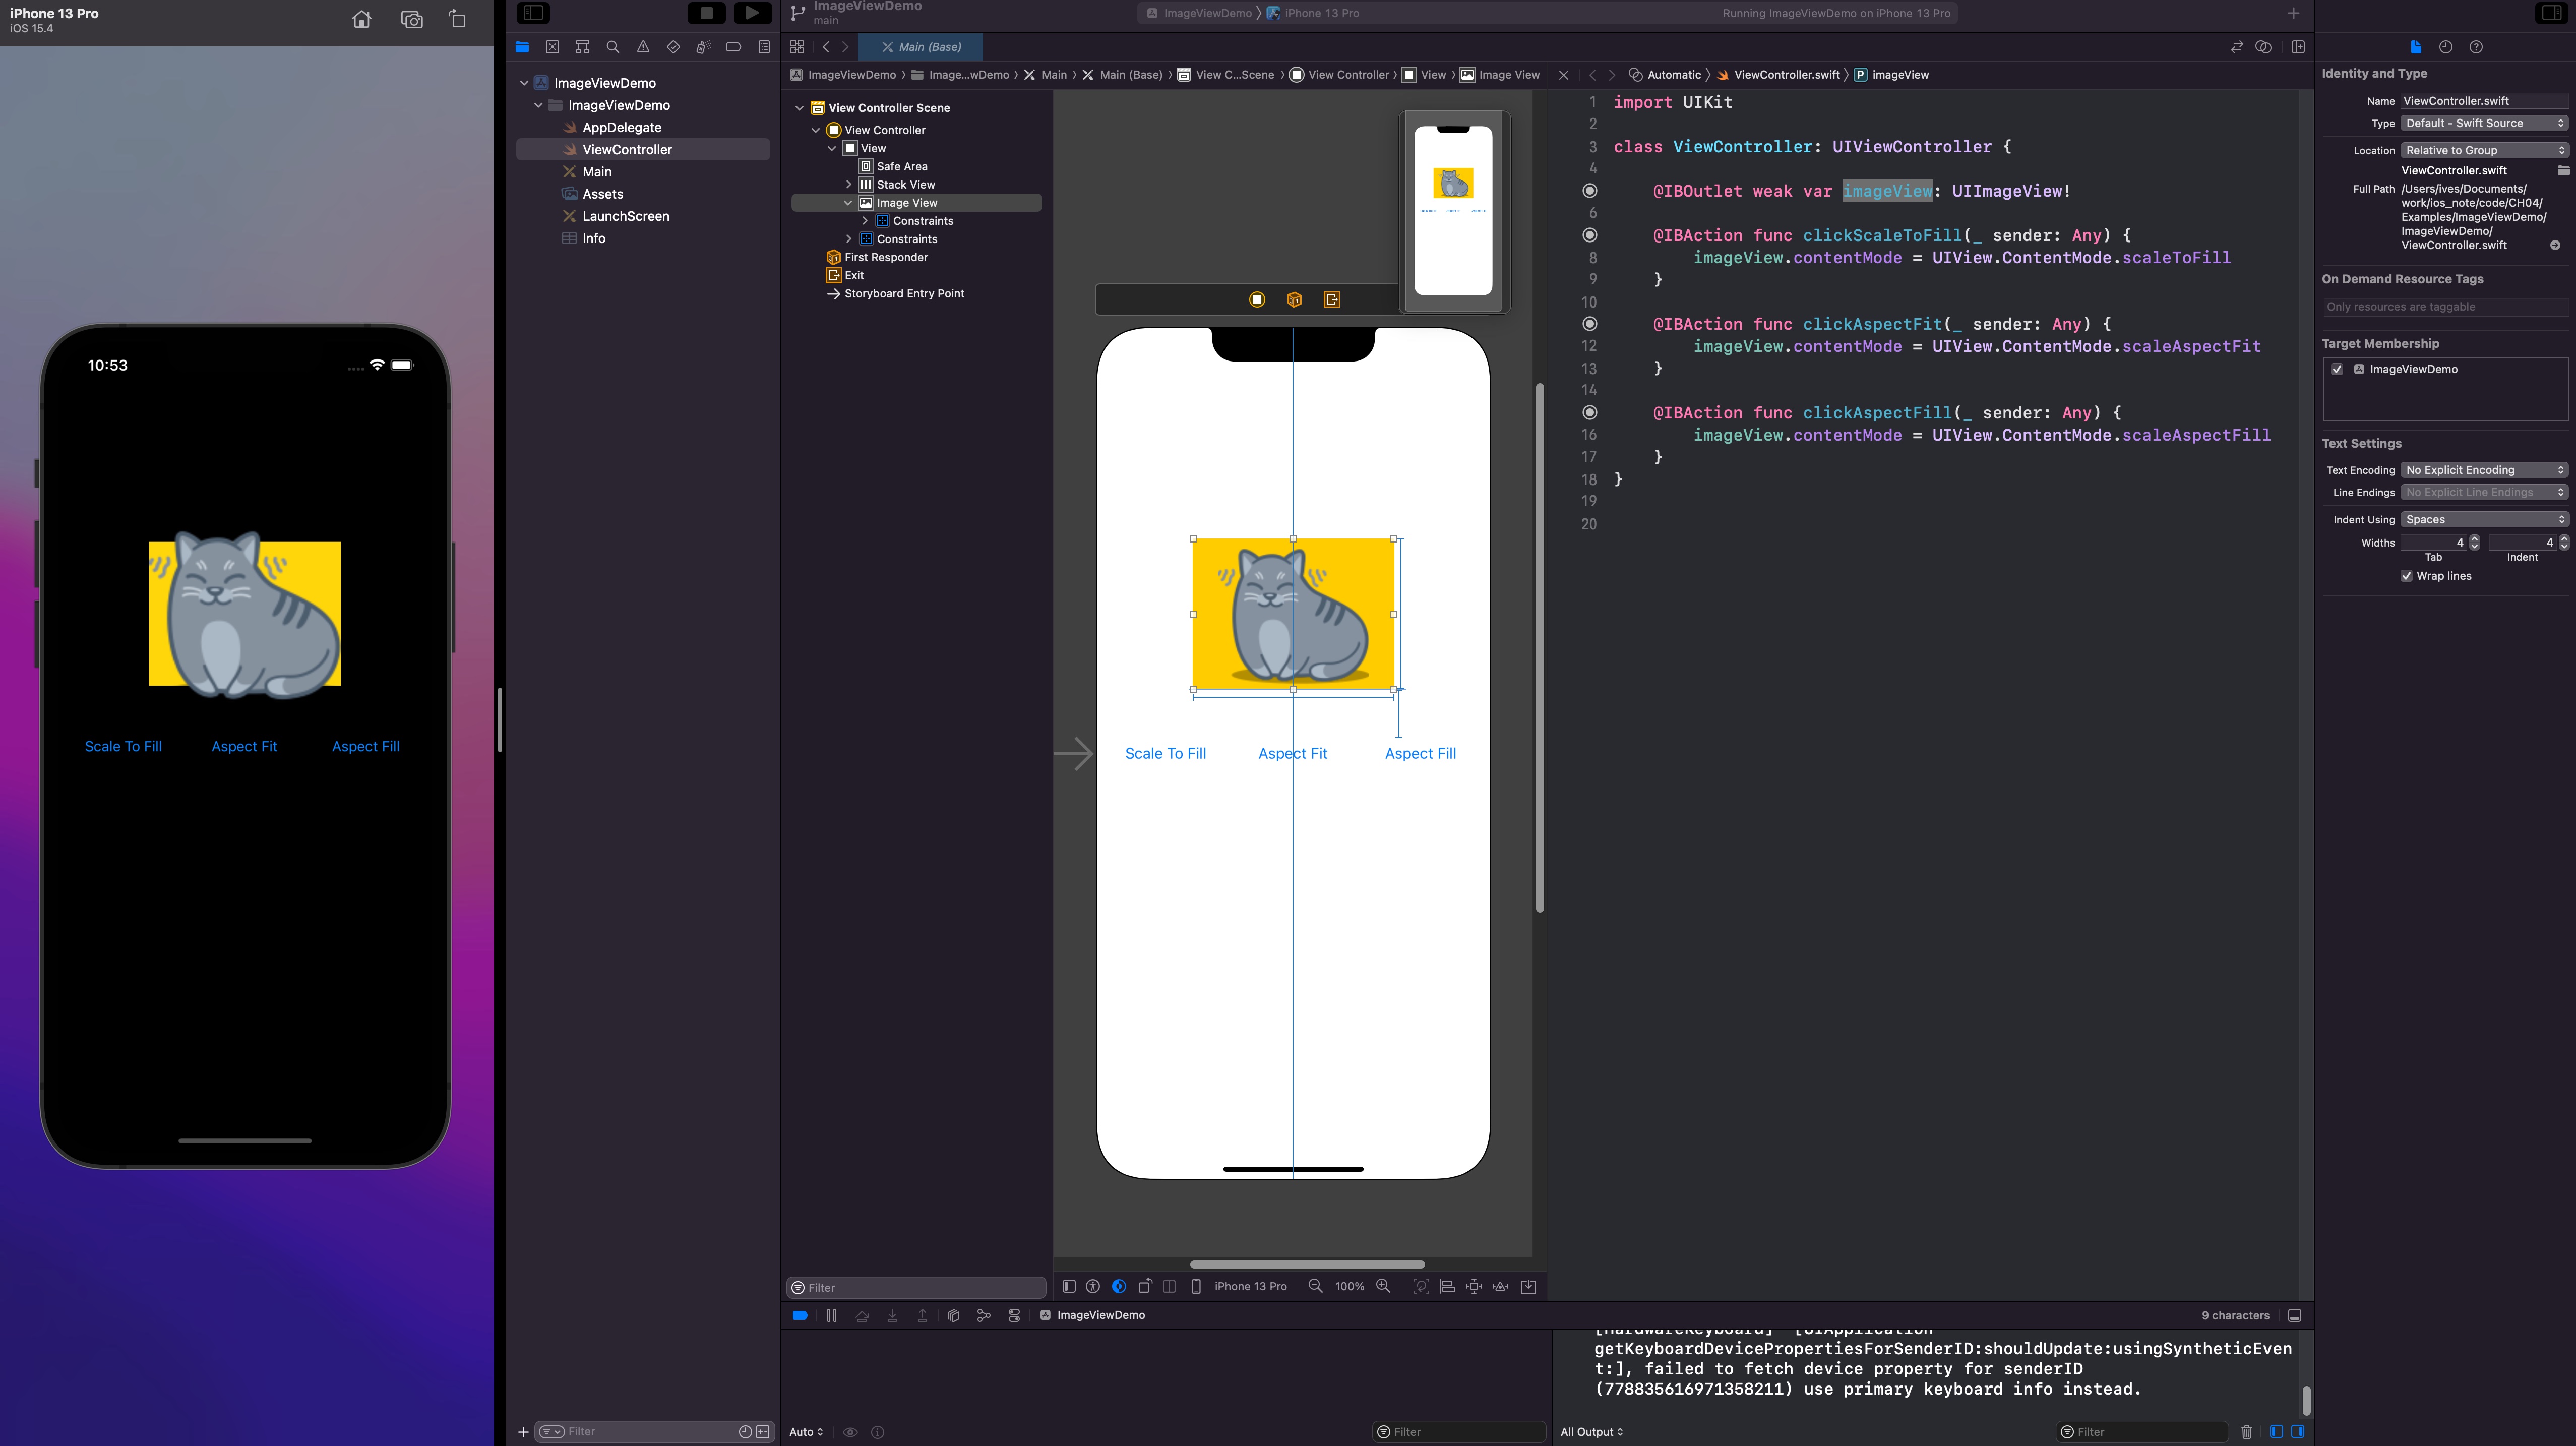 iPhone 13 Pro
iOS 15.4
10:53
Scale To Fill
Aspect Fit
Aspect Fill
ImageViewDemo
ImageViewDemo
AppDelegate
ViewController
Main
Assets
LaunchScreen
Info
Filter
ImageViewDemo
main
ImageViewDemo
iPhone 13 Pro
Running ImageViewDemo on iPhone 13 Pro
Main (Base)
ImageViewDemo
Image...wDemo
Main
Main (Base)
View C...Scene
View Controller
View
Image View
View Controller Scene
View Controller
View
Safe Area
Stack View
Image View
Constraints
Constraints
First Responder
Exit
Storyboard Entry Point
Filter
Scale To Fill
Aspect Fit
Aspect Fill
iPhone 13 Pro
100%
Automatic
ViewController.swift
P imageView
1 import UIKit
2
3 class ViewController: UIViewController {
4
@IBOutlet weak var imageView: UIImageView!
6
@IBAction func clickScaleToFill(_ sender: Any) {
8 imageView.contentMode = UIView.ContentMode.scaleToFill
9 }
10
@IBAction func clickAspectFit(_ sender: Any) {
12 imageView.contentMode = UIView.ContentMode.scaleAspectFit
13 }
14
@IBAction func clickAspectFill(_ sender: Any) {
16 imageView.contentMode = UIView.ContentMode.scaleAspectFill
17 }
18 }
19
20
ImageViewDemo
9 characters
Auto
Filter
[HardwareKeyboard] -[UIApplication
getKeyboardDevicePropertiesForSenderID:shouldUpdate:usingSyntheticEven
t:], failed to fetch device property for senderID
(778835616971358211) use primary keyboard info instead.
All Output
Filter
Identity and Type
Name ViewController.swift
Type Default - Swift Source
Location Relative to Group
ViewController.swift
Full Path /Users/ives/Documents/
work/ios_note/code/CH04/
Examples/ImageViewDemo/
ImageViewDemo/
ViewController.swift
On Demand Resource Tags
Only resources are taggable
Target Membership
ImageViewDemo
Text Settings
Text Encoding No Explicit Encoding
Line Endings No Explicit Line Endings
Indent Using Spaces
Widths 4 4
Tab Indent
Wrap lines